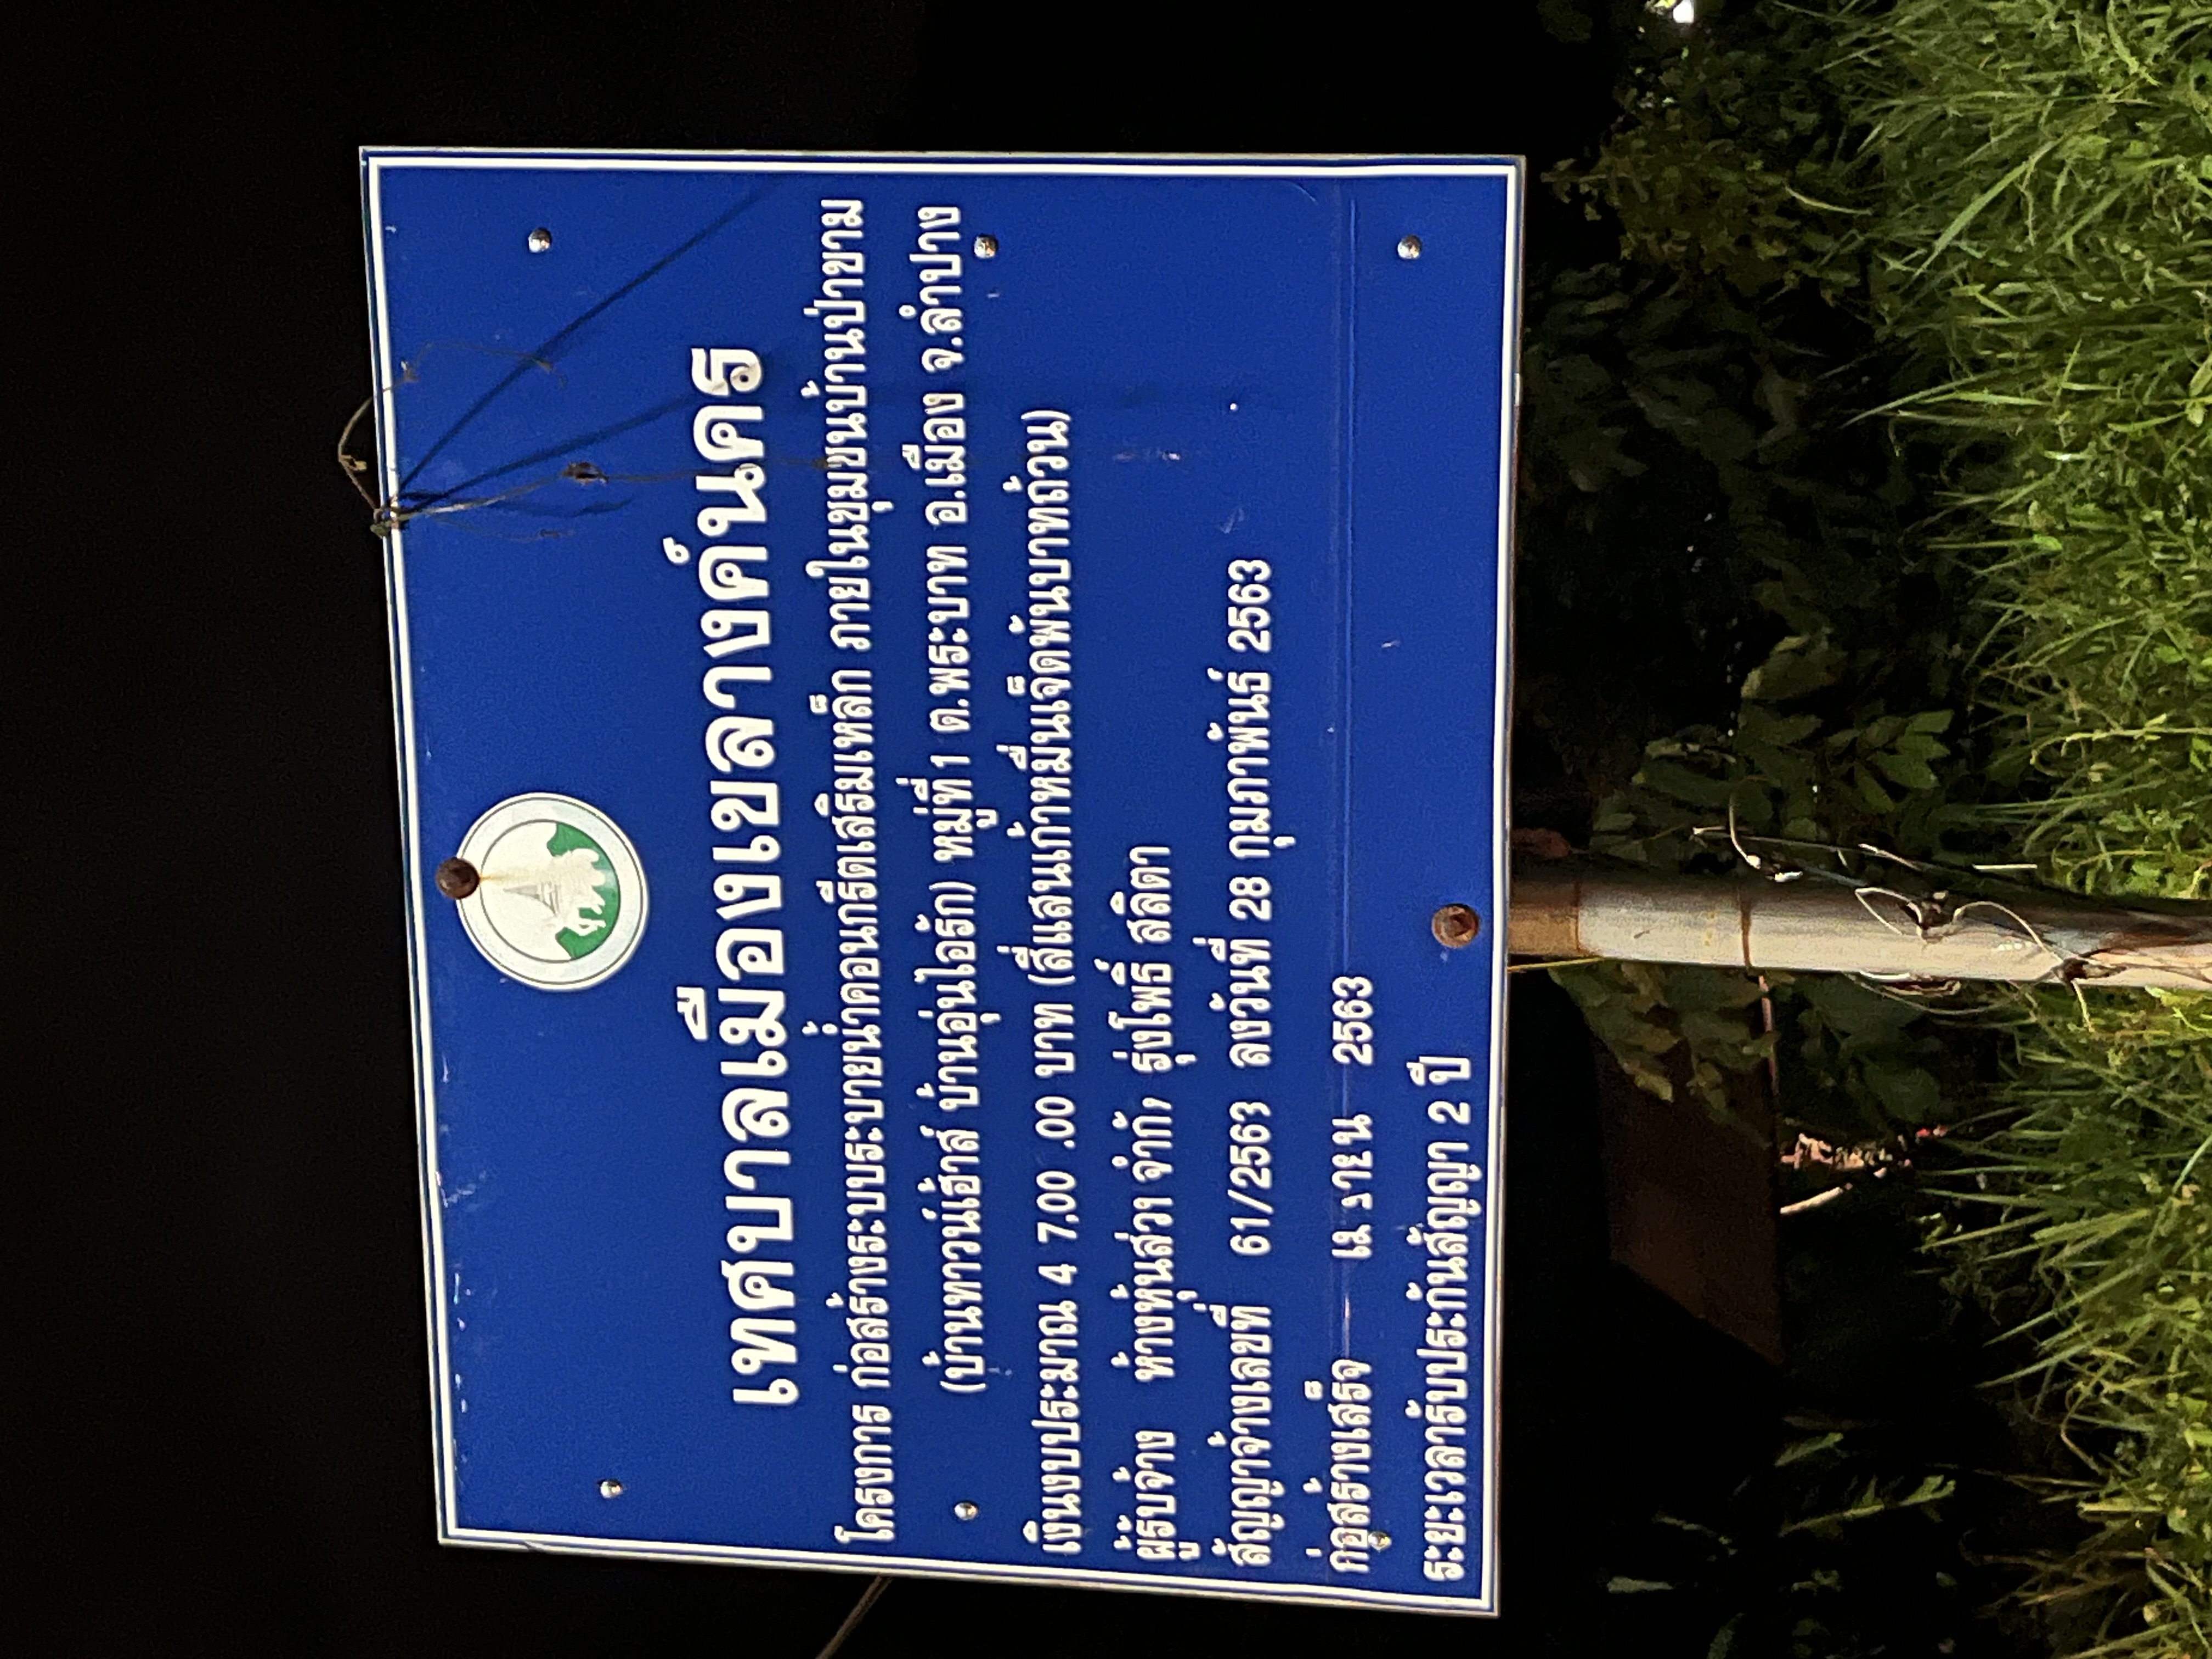 เทศบาลเมืองเขลางค์นคร
โครงการ ก่อสร้างระบบระบายน้ำคอนกรีตเสริมเหล็ก ภายในชุมชนบ้านป่าขาม
(บ้านทาวน์เฮ้าส์ บ้านอุ่นไอรัก) หมู่ที่ 1 ต.พระบาท อ.เมือง จ.ลำปาง
เงินงบประมาณ 4 7,00 .00 บาท (สี่แสนเก้าหมื่นเจ็ดพันบาทถ้วน)
ผู้รับจ้าง ห้างหุ้นส่วน จำกัด รุ่งโพธิ์ สลิตา
สัญญาจ้างเลขที่ 61/2563 ลงวันที่ 28 กุมภาพันธ์ 2563
ก่อสร้างเสร็จ เมษายน 2563
ระยะเวลารับประกันสัญญา 2 ปี